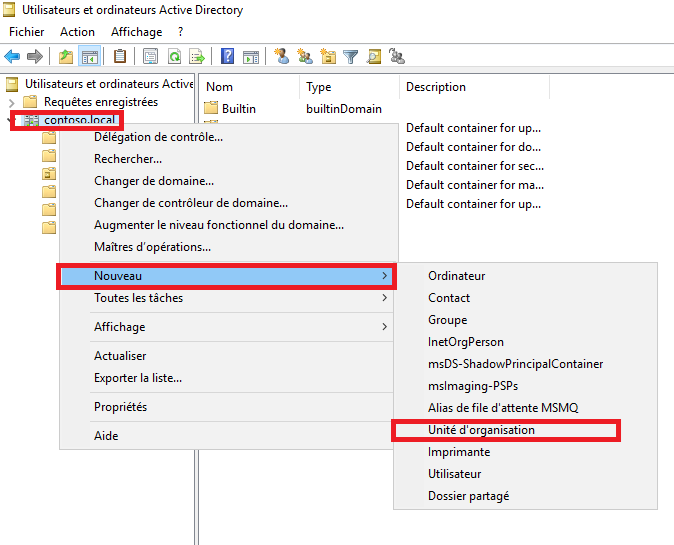 Utilisateurs et ordinateurs Active Directory
Fichier Action Affichage ?
Utilisateurs et ordinateurs Active
Requêtes enregistrées
contoso.local
Nom Type Description
Builtin builtinDomain
Default container for up...
Default container for do...
Default container for sec...
Default container for ma...
Default container for up...
Délégation de contrôle...
Rechercher...
Changer de domaine...
Changer de contrôleur de domaine...
Augmenter le niveau fonctionnel du domaine...
Maîtres d'opérations...
Nouveau
Toutes les tâches
Affichage
Actualiser
Exporter la liste...
Propriétés
Aide
Ordinateur
Contact
Groupe
InetOrgPerson
msDS-ShadowPrincipalContainer
msImaging-PSPs
Alias de file d'attente MSMQ
Unité d'organisation
Imprimante
Utilisateur
Dossier partagé